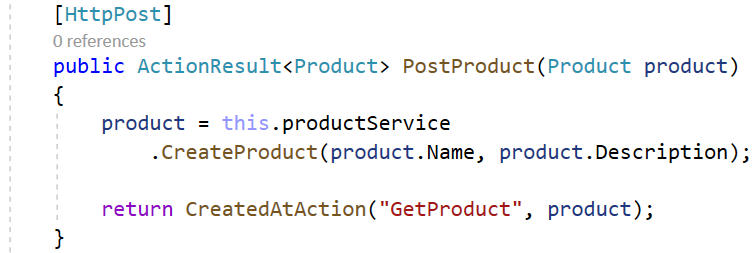 [HttpPost]
0 references
public ActionResult<Product> PostProduct(Product product)
{
product = this.productService
.CreateProduct(product.Name, product.Description);
return CreatedAtAction("GetProduct", product);
}